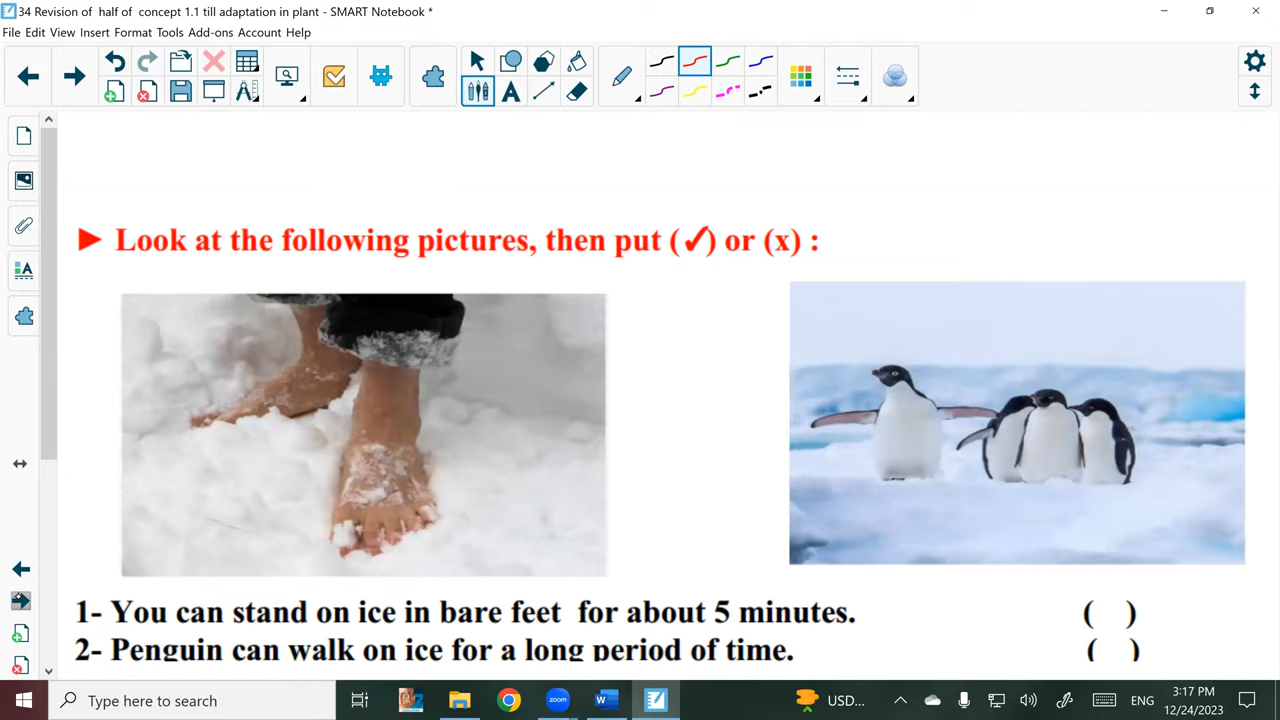 34 Revision of half of concept 1.1 till adaptation in plant - SMART Notebook *
File Edit View Insert Format Tools Add-ons Account Help
► Look at the following pictures, then put (✓) or (x) :
1- You can stand on ice in bare feet for about 5 minutes. ( )
2- Penguin can walk on ice for a long period of time. ( )
Type here to search
zoom
USD...
ENG
3:17 PM
12/24/2023